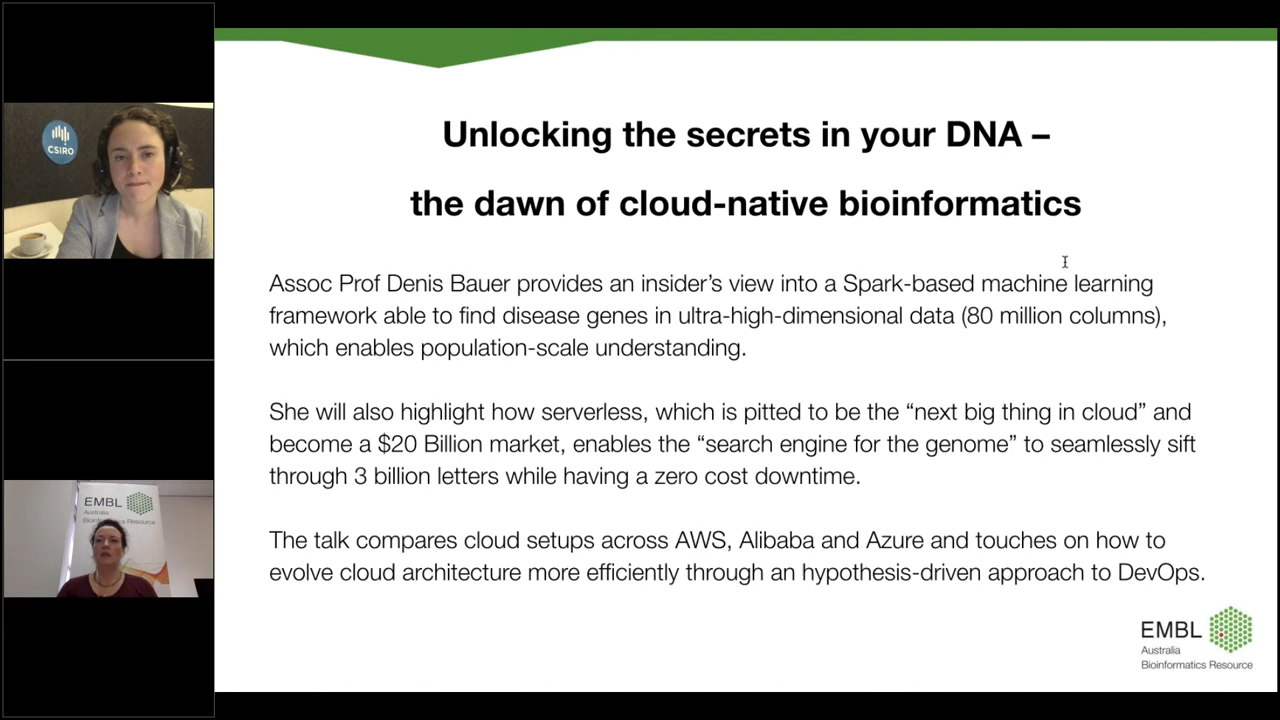 CSIRO
EMBL
Australia
Bioinformatics Resource
Unlocking the secrets in your DNA –
the dawn of cloud-native bioinformatics
Assoc Prof Denis Bauer provides an insider’s view into a Spark-based machine learning
framework able to find disease genes in ultra-high-dimensional data (80 million columns),
which enables population-scale understanding.
She will also highlight how serverless, which is pitted to be the “next big thing in cloud” and
become a $20 Billion market, enables the “search engine for the genome” to seamlessly sift
through 3 billion letters while having a zero cost downtime.
The talk compares cloud setups across AWS, Alibaba and Azure and touches on how to
evolve cloud architecture more efficiently through an hypothesis-driven approach to DevOps.
EMBL
Australia
Bioinformatics Resource